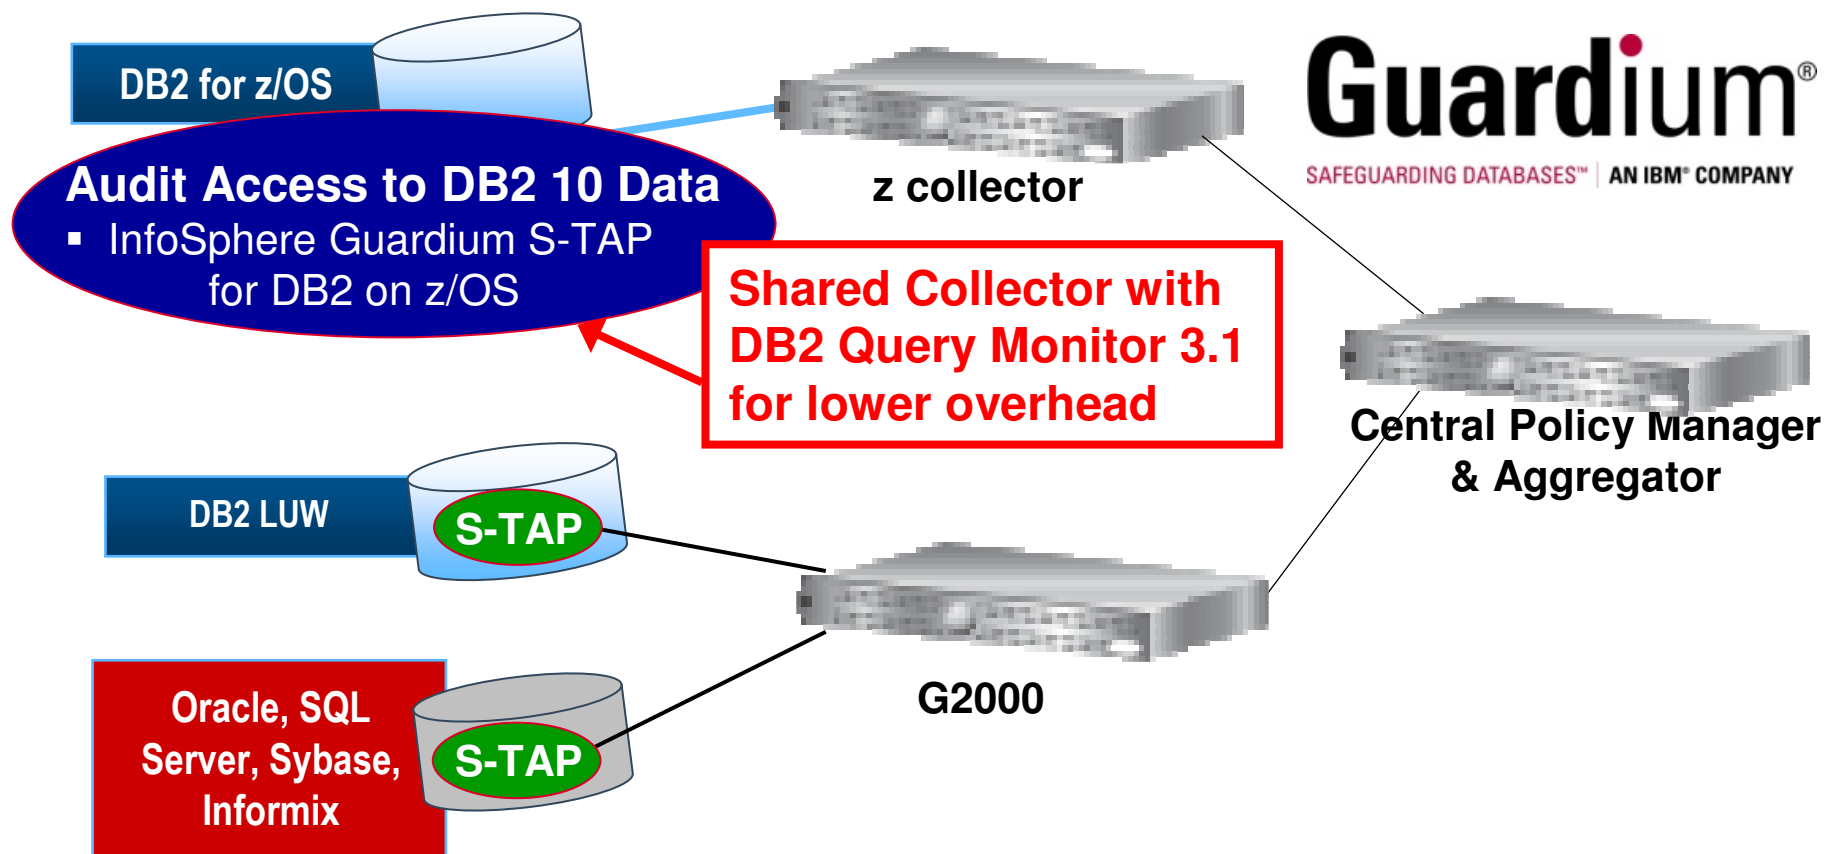 DB2 for z/OS
Audit Access to DB2 10 Data
▪ InfoSphere Guardium S-TAP
for DB2 on z/OS
z collector
Guardium®
SAFEGUARDING DATABASES™ | AN IBM® COMPANY
Shared Collector with
DB2 Query Monitor 3.1
for lower overhead
Central Policy Manager
& Aggregator
DB2 LUW
S-TAP
G2000
Oracle, SQL
Server, Sybase,
Informix
S-TAP